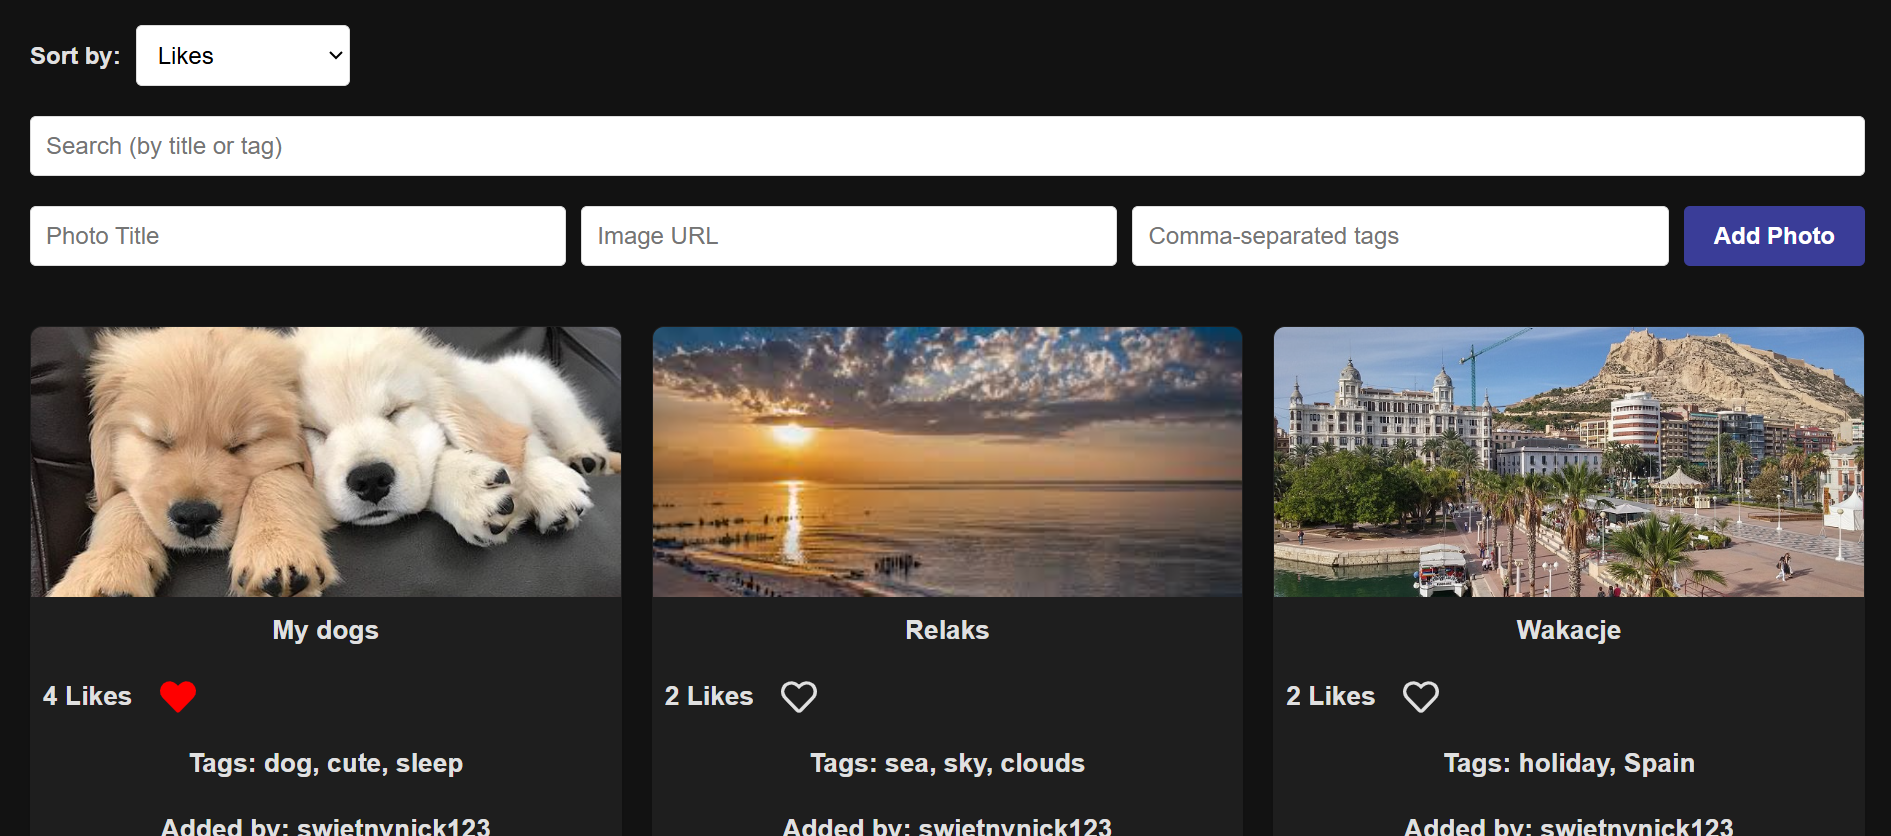 Sort by: Likes
Search (by title or tag)
Photo Title
Image URL
Comma-separated tags
Add Photo
My dogs
4 Likes
Tags: dog, cute, sleep
Added by: swietnynick123
Relaks
2 Likes
Tags: sea, sky, clouds
Added by: swietnynick123
Wakacje
2 Likes
Tags: holiday, Spain
Added by: swietnynick123